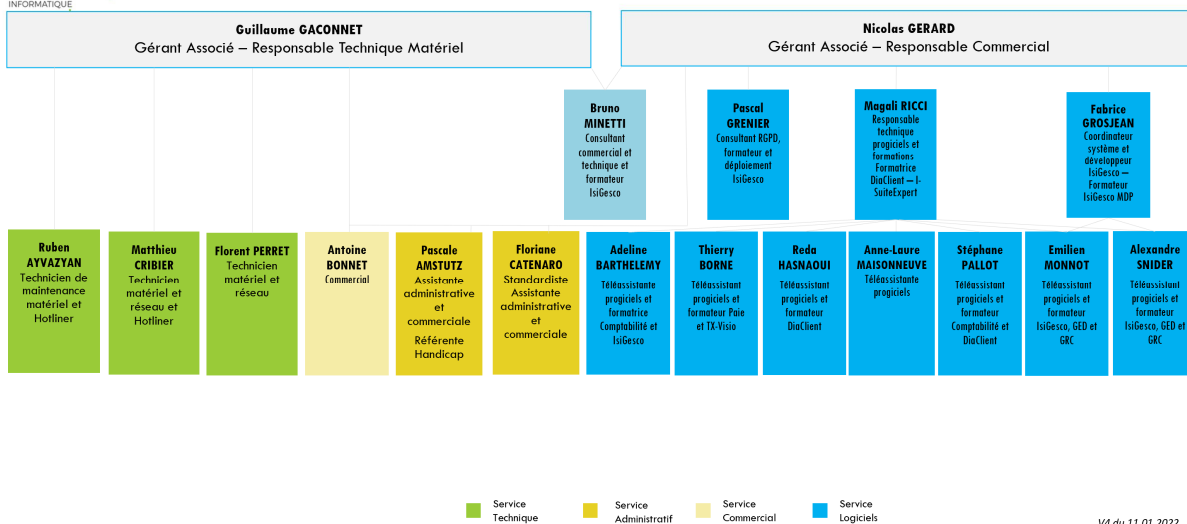 INFORMATIQUE
Guillaume GACONNET
Gérant Associé – Responsable Technique Matériel
Nicolas GERARD
Gérant Associé – Responsable Commercial
Bruno
MINETTI
Consultant
commercial et
technique et
formateur
IsiGesco
Pascal
GRENIER
Consultant RGPD,
formateur et
déploiement
IsiGesco
Magali RICCI
Responsable
technique
progiciels et
formations
Formatrice
DiaClient – I-
SuiteExpert
Fabrice
GROSJEAN
Coordinateur
système et
développeur
IsiGesco –
Formateur
IsiGesco MDP
Ruben
AYVAZYAN
Technicien de
maintenance
matériel et
Hotliner
Matthieu
CRIBIER
Technicien
matériel et
réseau et
Hotliner
Florent PERRET
Technicien
matériel et
réseau
Antoine
BONNET
Commercial
Pascale
AMSTUTZ
Assistante
administrative
et
commerciale
Référente
Handicap
Floriane
CATENARO
Standardiste
Assistante
administrative
et
commerciale
Adeline
BARTHELEMY
Téléassistante
progiciels et
formatrice
Comptabilité et
IsiGesco
Thierry
BORNE
Téléassistant
progiciels et
formateur Paie
et TX-Visio
Reda
HASNAOUI
Téléassistant
progiciels et
formateur
DiaClient
Anne-Laure
MAISONNEUVE
Téléassistante
progiciels
Stéphane
PALLOT
Téléassistant
progiciels et
formateur
Comptabilité et
DiaClient
Emilien
MONNOT
Téléassistant
progiciels et
formateur
IsiGesco, GED et
GRC
Alexandre
SNIDER
Téléassistant
progiciels et
formateur
IsiGesco, GED et
GRC
Service
Technique
Service
Administratif
Service
Commercial
Service
Logiciels
V4 du 11.01.2022